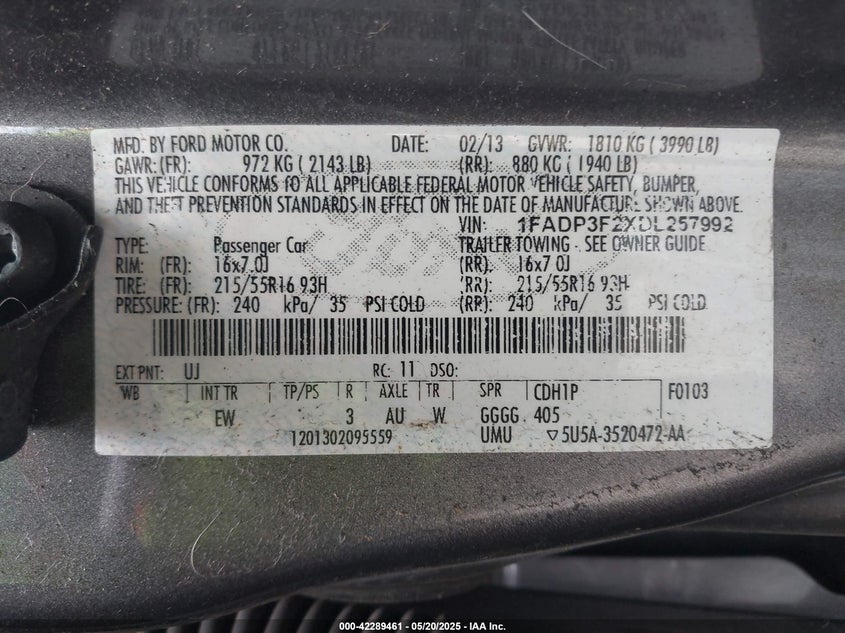 MFD. BY FORD MOTOR CO. DATE: 02/13 GVWR: 1810 KG ( 3990 LB)
GAWR: (FR): 972 KG ( 2143 LB) (RR): 880 KG ( 1940 LB)
THIS VEHICLE CONFORMS TO ALL APPLICABLE FEDERAL MOTOR VEHICLE SAFETY, BUMPER,
AND THEFT PREVENTION STANDARDS IN EFFECT ON THE DATE OF MANUFACTURE SHOWN ABOVE.
VIN: 1FADP3F2XDL257992
TYPE: Passenger Car TRAILER TOWING - SEE OWNER GUIDE
RIM: (FR): 16x7.0J (RR): 16x7.0J
TIRE: (FR): 215/55R16 93H (RR): 215/55R16 93H
PRESSURE: (FR): 240 kPa/ 35 PSI COLD (RR): 240 kPa/ 35 PSI COLD
EXT PNT: UJ RC: 11 DSO:
WB INT TR TP/PS R AXLE TR SPR CDH1P F0103
EW 3 AU W GGGG 405
1201302095559 UMU ▽5U5A-3520472-AA
000-42289461 - 05/20/2025 - IAA Inc.